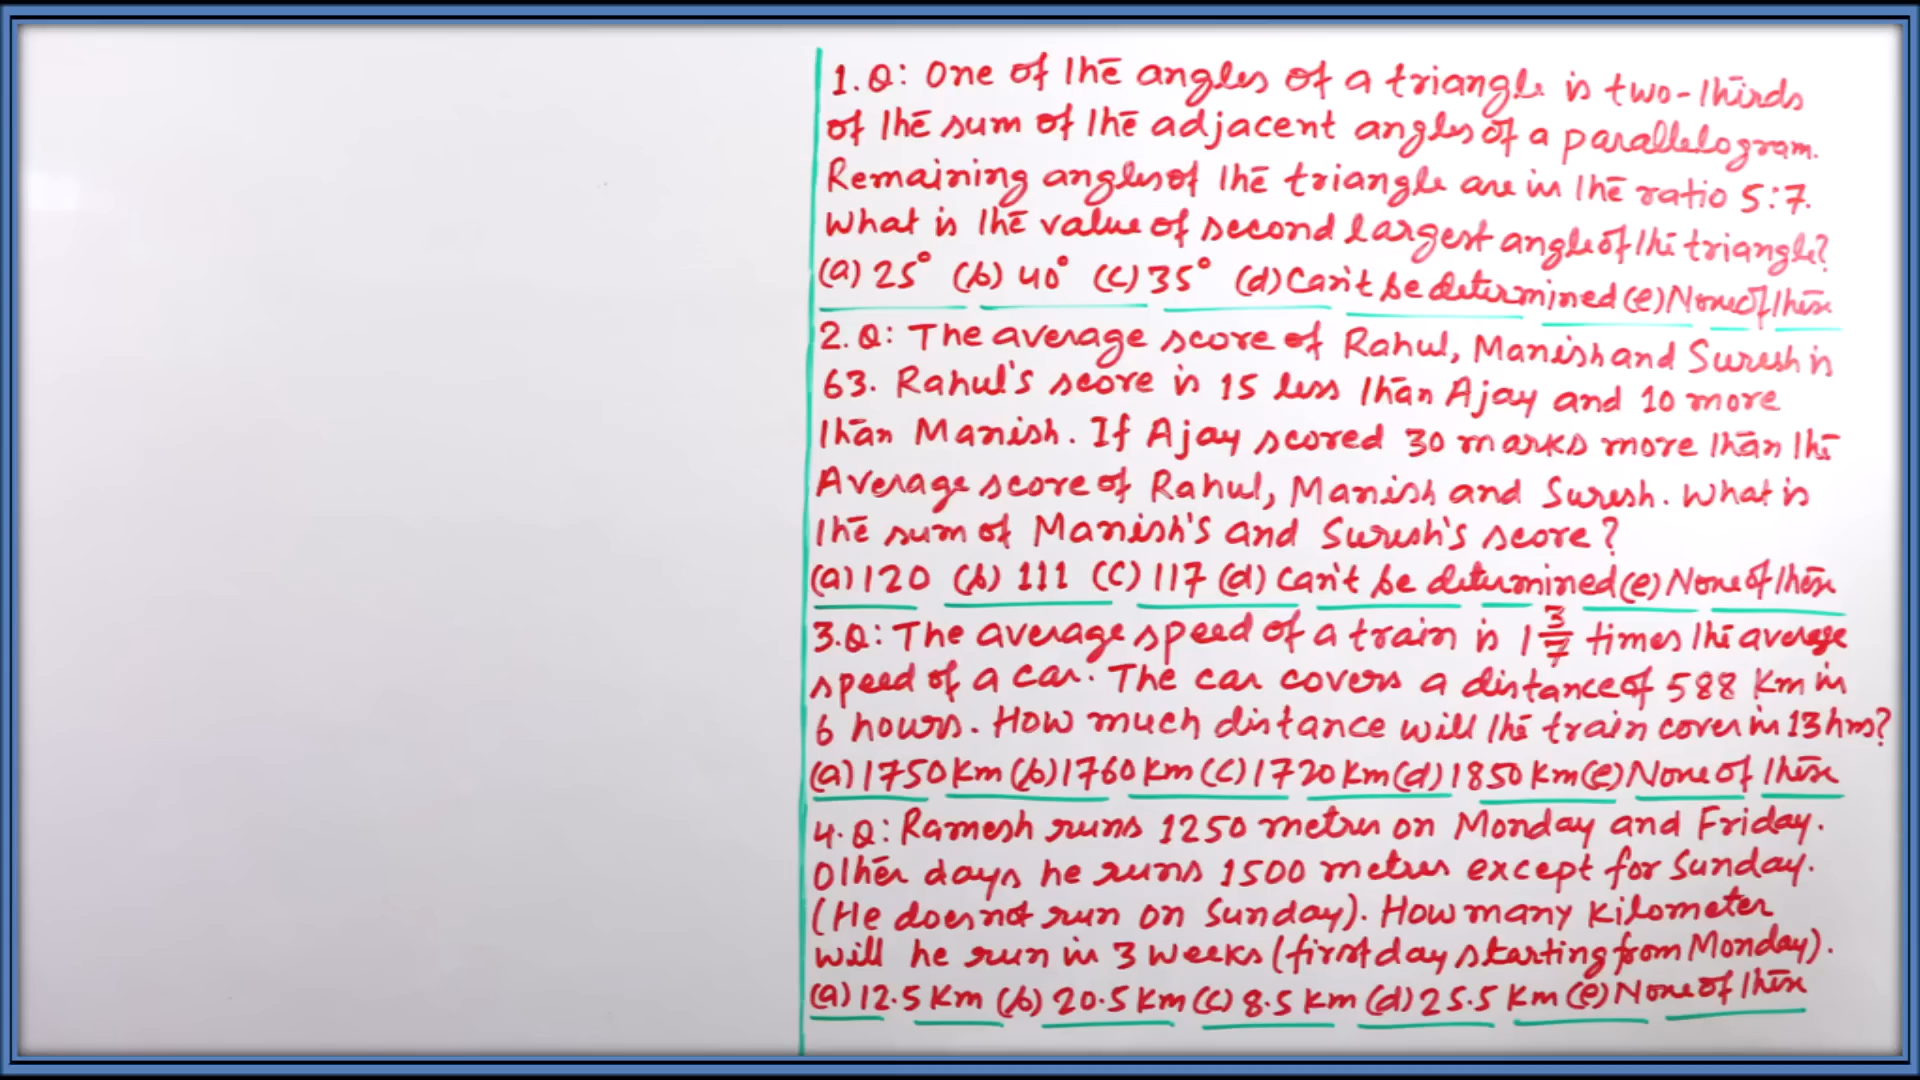 1.Q: One of the angles of a triangle is two-thirds
of the sum of the adjacent angles of a parallelogram.
Remaining angles of the triangle are in the ratio 5:7.
What is the value of second largest angle of the triangle?
(a) 25° (b) 40° (c) 35° (d) Can't be determined (e) None of these
2.Q: The average score of Rahul, Manish and Suresh is
63. Rahul's score is 15 less than Ajay and 10 more
than Manish. If Ajay scored 30 marks more than the
Average score of Rahul, Manish and Suresh. What is
the sum of Manish's and Suresh's score?
(a) 120 (b) 111 (c) 117 (d) Can't be determined (e) None of these
3.Q: The average speed of a train is 1 3/7 times the average
speed of a car. The car covers a distance of 588 Km in
6 hours. How much distance will the train cover in 13 hrs?
(a) 1750 Km (b) 1760 Km (c) 1720 Km (d) 1850 Km (e) None of these
4.Q: Ramesh runs 1250 metres on Monday and Friday.
Other days he runs 1500 metres except for Sunday.
(He does not run on Sunday). How many kilometer
will he run in 3 weeks (first day starting from Monday).
(a) 12.5 Km (b) 20.5 Km (c) 8.5 Km (d) 25.5 Km (e) None of these